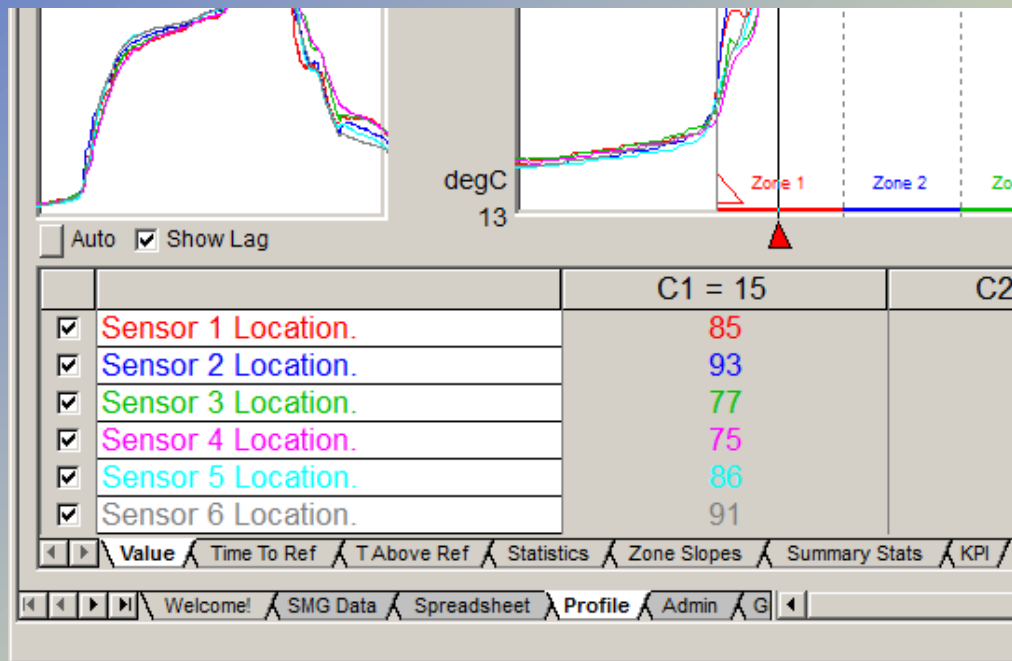 degC
13
Zone 1
Zone 2
Zo
Auto
Show Lag
C1 = 15
C2
Sensor 1 Location.
85
Sensor 2 Location.
93
Sensor 3 Location.
77
Sensor 4 Location.
75
Sensor 5 Location.
86
Sensor 6 Location.
91
Value
Time To Ref
T Above Ref
Statistics
Zone Slopes
Summary Stats
KPI
Welcome!
SMG Data
Spreadsheet
Profile
Admin
G